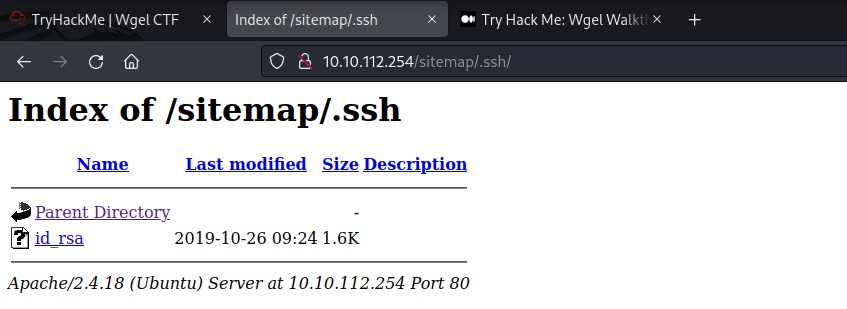 TryHackMe | Wgel CTF Index of /sitemap/.ssh Try Hack Me: Wgel Walkt
10.10.112.254/sitemap/.ssh/
Index of /sitemap/.ssh
Name Last modified Size Description
Parent Directory -
id_rsa 2019-10-26 09:24 1.6K
Apache/2.4.18 (Ubuntu) Server at 10.10.112.254 Port 80